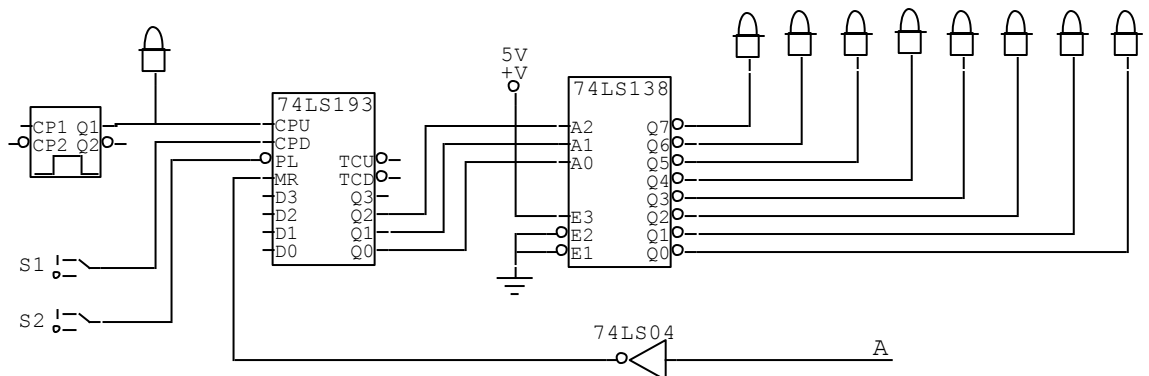 5V
+V
74LS193
74LS138
CP1 Q1
CP2 Q2
CPU
CPD
PL TCU
MR TCD
D3 Q3
D2 Q2
D1 Q1
D0 Q0
A2 Q7
A1 Q6
A0 Q5
Q4
Q3
E3 Q2
E2 Q1
E1 Q0
S1
S2
74LS04
A